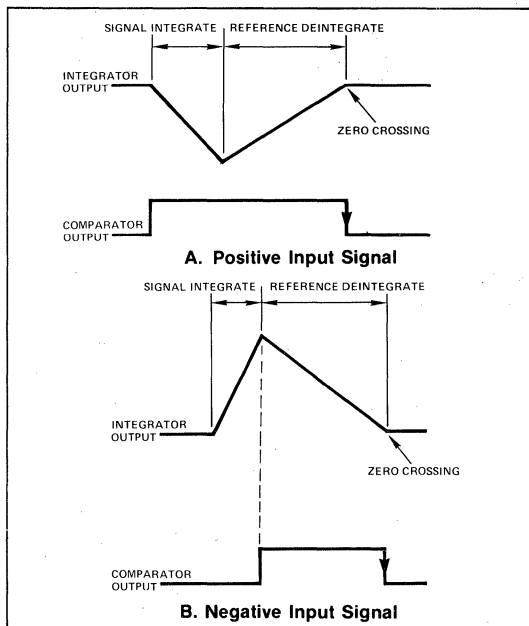 SIGNAL INTEGRATE REFERENCE DEINTEGRATE
INTEGRATOR
OUTPUT
ZERO CROSSING
COMPARATOR
OUTPUT
A. Positive Input Signal
SIGNAL INTEGRATE REFERENCE DEINTEGRATE
INTEGRATOR
OUTPUT
ZERO CROSSING
COMPARATOR
OUTPUT
B. Negative Input Signal